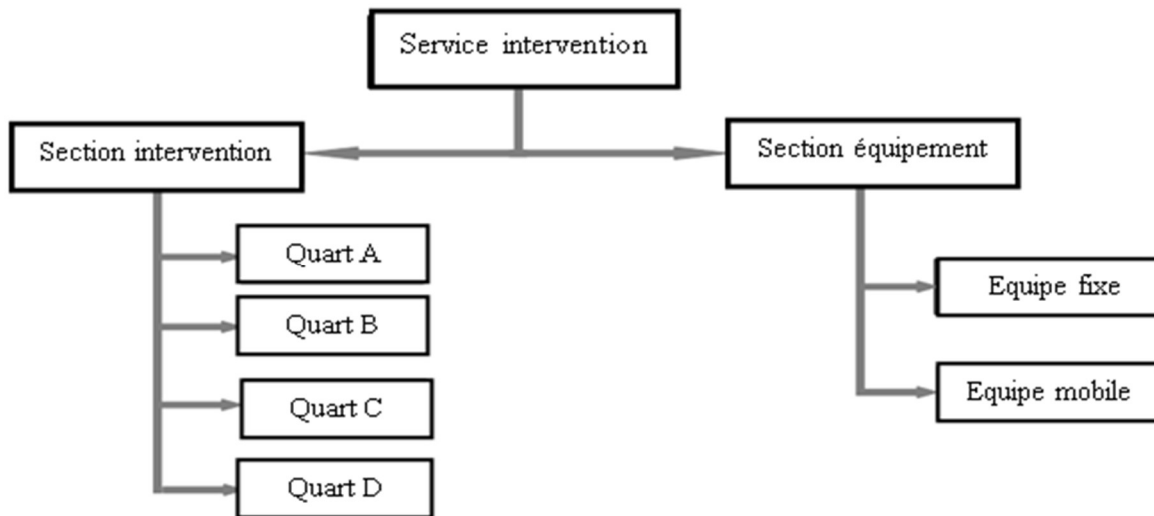 Service intervention
Section intervention
Section équipement
Quart A
Quart B
Quart C
Quart D
Equipe fixe
Equipe mobile